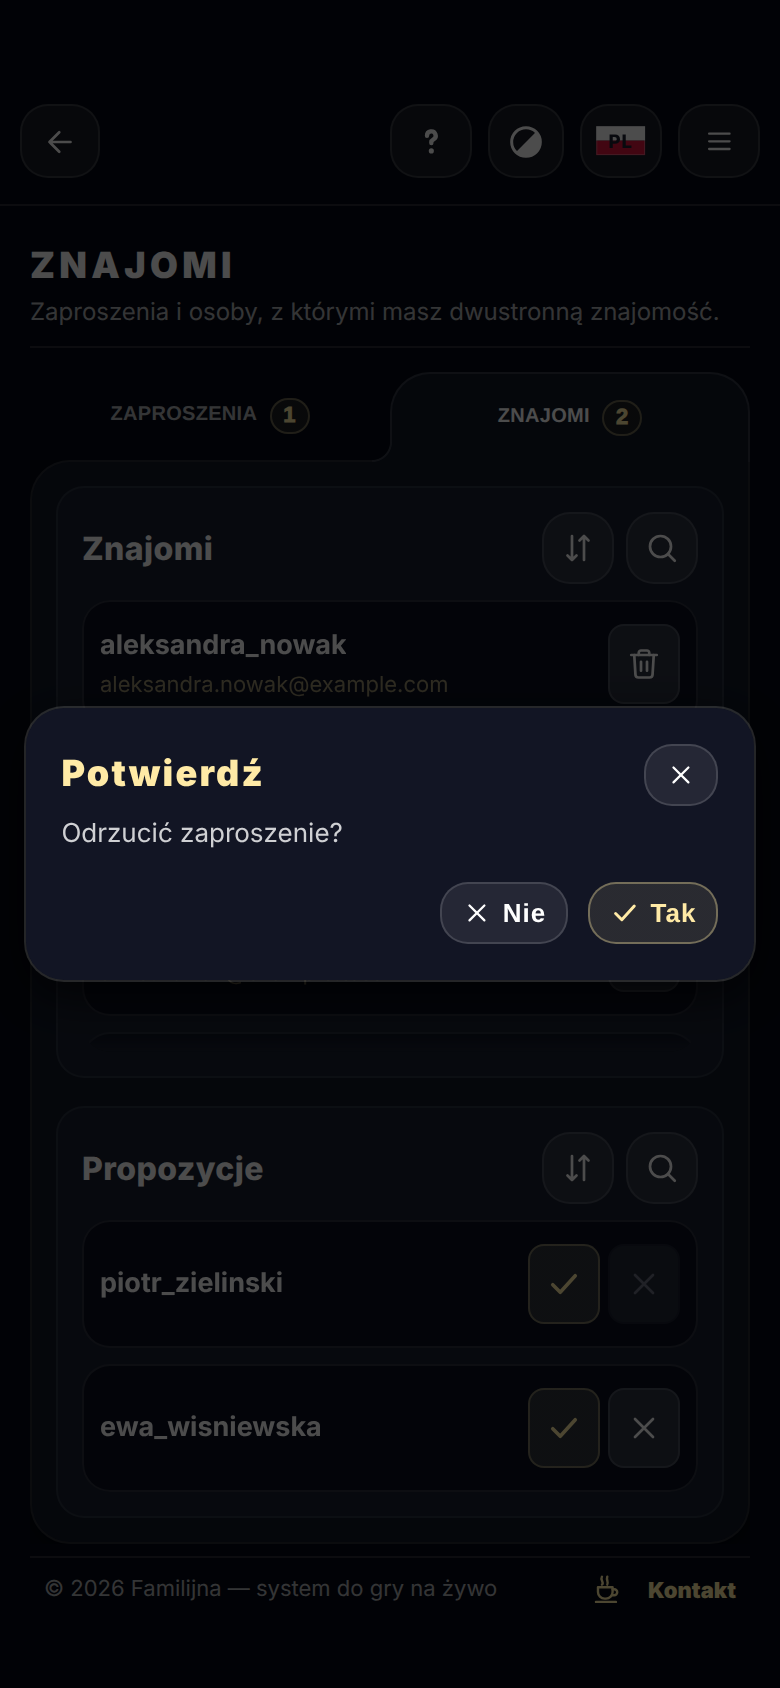 ?
PL
ZNAJOMI
Zaproszenia i osoby, z którymi masz dwustronną znajomość.
ZAPROSZENIA 1
ZNAJOMI 2
Znajomi
aleksandra_nowak
aleksandra.nowak@example.com
Potwierdź
Odrzucić zaproszenie?
Nie
Tak
Propozycje
piotr_zielinski
ewa_wisniewska
© 2026 Familijna — system do gry na żywo
Kontakt